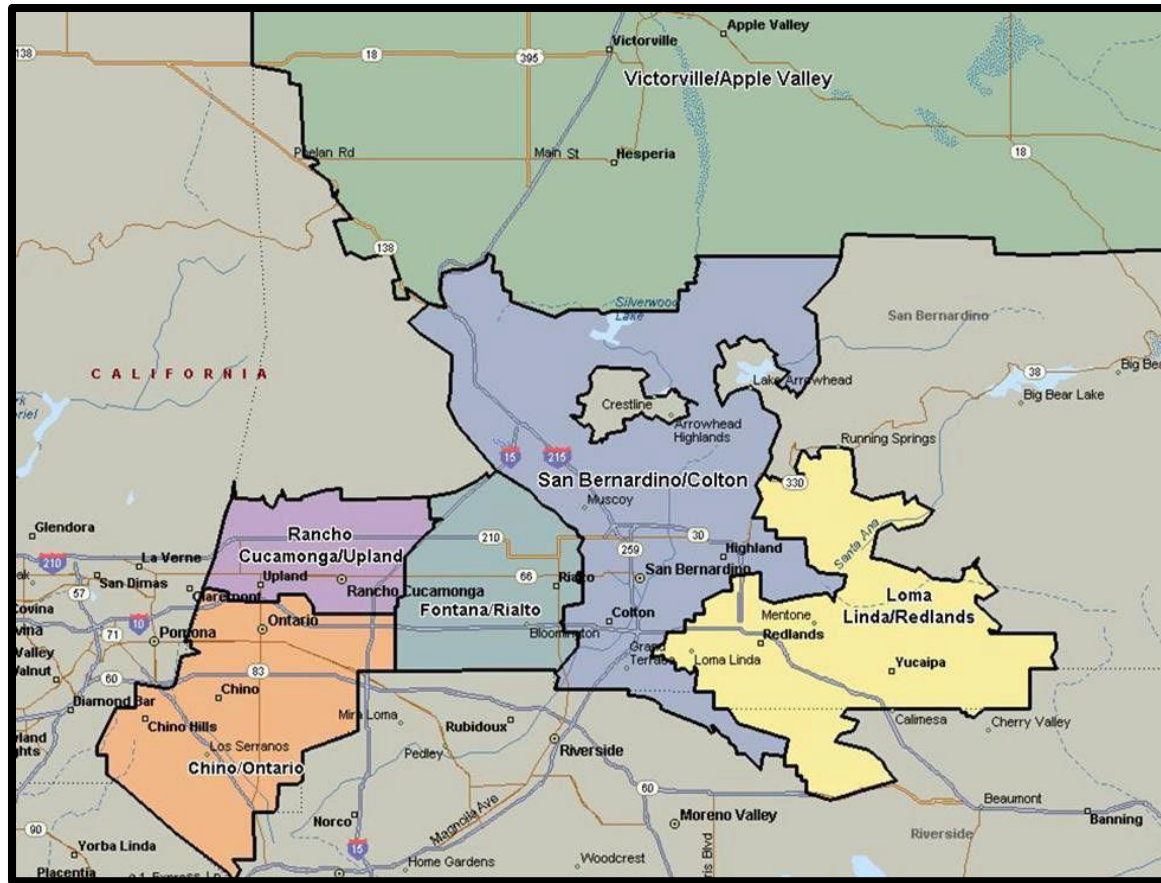 138
18
395
Victorville
Apple Valley
Victorville/Apple Valley
Phelan Rd
Main St
Hesperia
18
138
Silverwood
Lake
San Bernardino
CALIFORNIA
38
Big Bear Lake
Lake Arrowhead
Crestline
Arrowhead
Highlands
Running Springs
15
215
San Bernardino/Colton
330
Muscoy
Santa Ana
Glendora
Rancho
Cucamonga/Upland
210
30
259
Highland
210
La Verne
San Dimas
Upland
Rancho Cucamonga
66
Rialto
San Bernardino
Claremont
57
Covina
Fontana/Rialto
Colton
Mentone
Loma
Linda/Redlands
10
71
Pomona
Ontario
Bloomington
Redlands
Valley
Walnut
60
83
Grand
Terrace
Loma Linda
Yucaipa
Diamond Bar
Chino
Chino Hills
Mira Loma
Rubidoux
Calimesa
Cherry Valley
Los Serranos
Pedley
Riverside
Chino/Ontario
60
Beaumont
Norco
Magnolia Ave
Moreno Valley
Banning
Riverside
90
Yorba Linda
15
Placentia
Home Gardens
Woodcrest